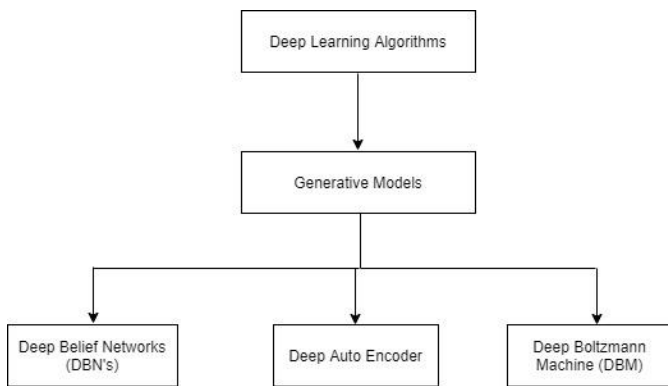 Deep Learning Algorithms
Generative Models
Deep Belief Networks
(DBN's)
Deep Auto Encoder
Deep Boltzmann
Machine (DBM)